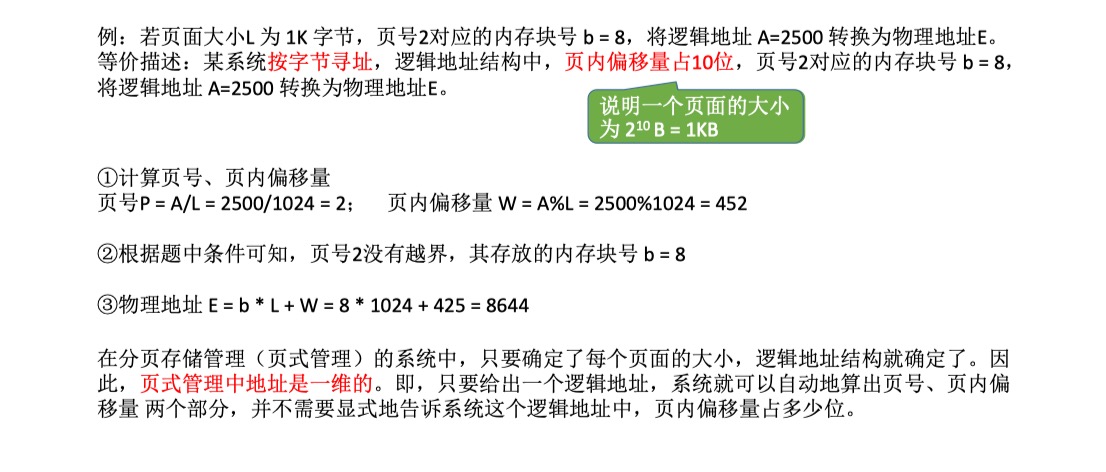 例：若页面大小L 为 1K 字节，页号2对应的内存块号 b = 8，将逻辑地址 A=2500 转换为物理地址E。
等价描述：某系统按字节寻址，逻辑地址结构中，页内偏移量占10位，页号2对应的内存块号 b = 8，
将逻辑地址 A=2500 转换为物理地址E。
说明一个页面的大小
为 2¹⁰ B = 1KB
①计算页号、页内偏移量
页号P = A/L = 2500/1024 = 2； 页内偏移量 W = A%L = 2500%1024 = 452
②根据题中条件可知，页号2没有越界，其存放的内存块号 b = 8
③物理地址 E = b * L + W = 8 * 1024 + 425 = 8644
在分页存储管理（页式管理）的系统中，只要确定了每个页面的大小，逻辑地址结构就确定了。因
此，页式管理中地址是一维的。即，只要给出一个逻辑地址，系统就可以自动地算出页号、页内偏
移量 两个部分，并不需要显式地告诉系统这个逻辑地址中，页内偏移量占多少位。